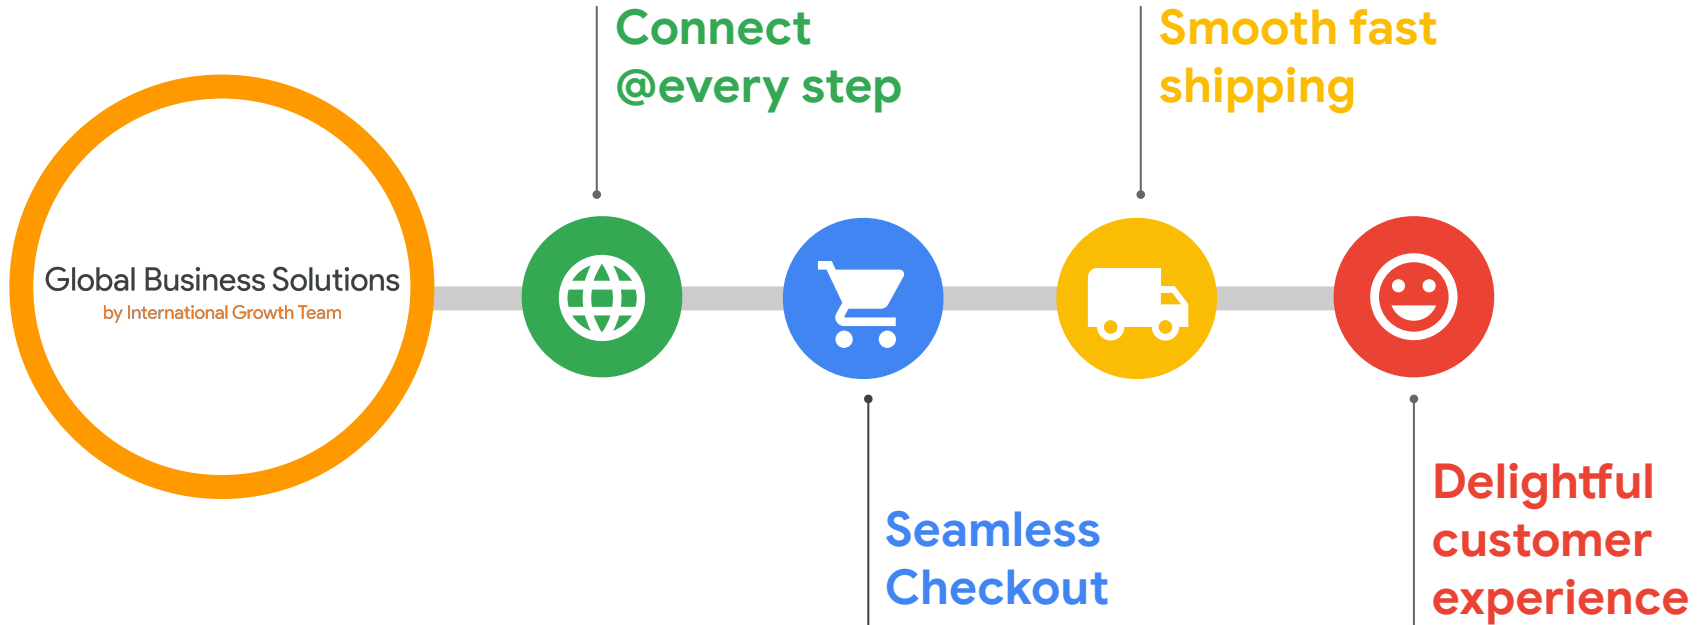 Global Business Solutions
by International Growth Team
Connect
@every step
Seamless
Checkout
Smooth fast
shipping
Delightful
customer
experience